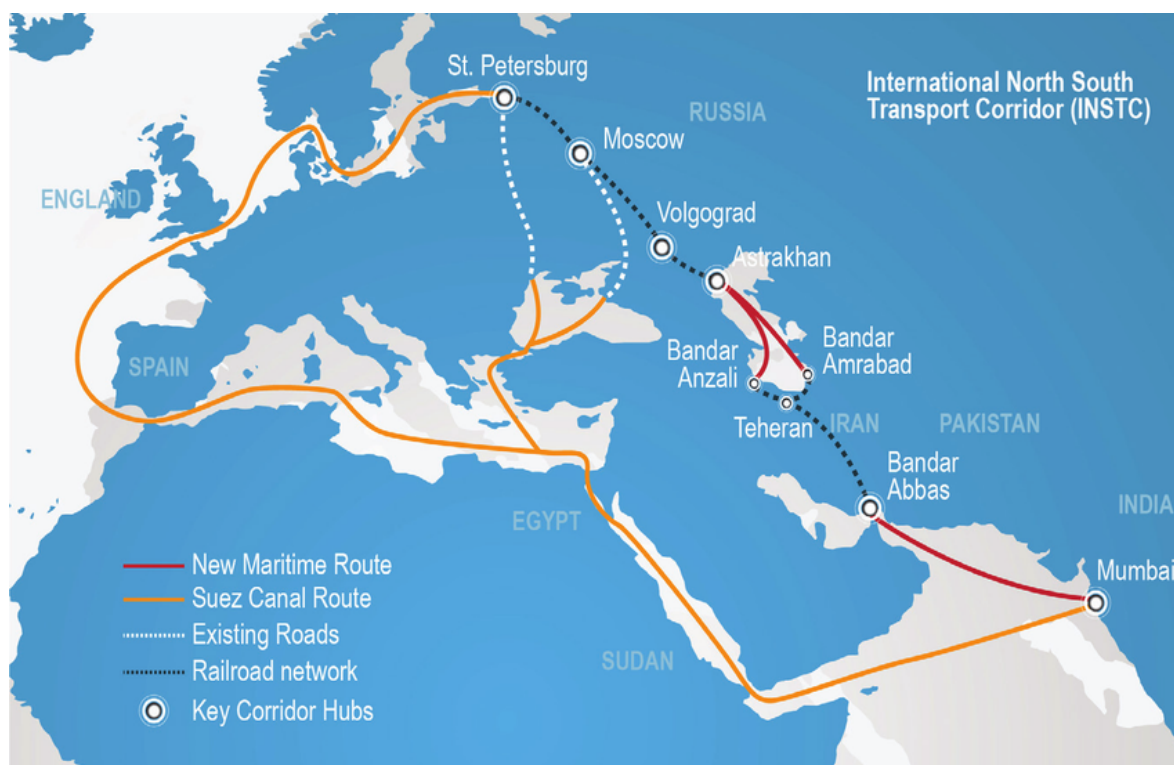 St. Petersburg
International North South
Transport Corridor (INSTC)
RUSSIA
Moscow
ENGLAND
Volgograd
Astrakhan
SPAIN
Bandar
Anzali
Bandar
Amrabad
Teheran
IRAN
PAKISTAN
Bandar
Abbas
INDIA
EGYPT
Mumbai
SUDAN
New Maritime Route
Suez Canal Route
Existing Roads
Railroad network
Key Corridor Hubs